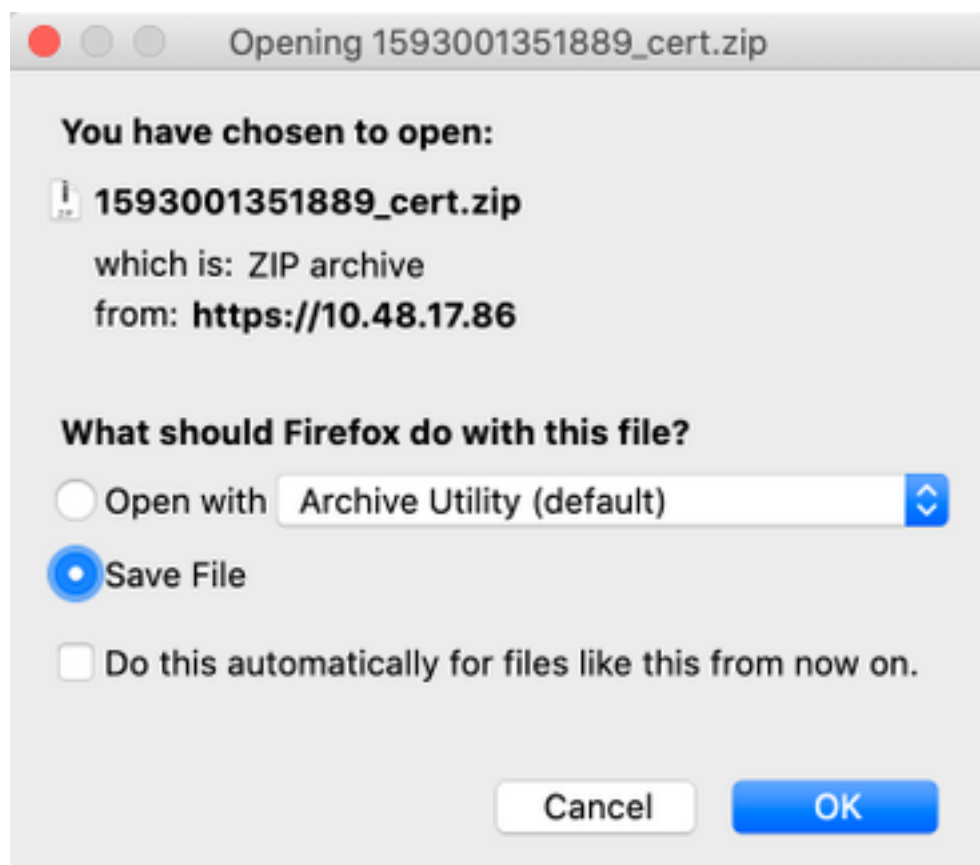 Opening 1593001351889_cert.zip
You have chosen to open:
1593001351889_cert.zip
which is: ZIP archive
from: https://10.48.17.86
What should Firefox do with this file?
Open with Archive Utility (default)
Save File
Do this automatically for files like this from now on.
Cancel OK